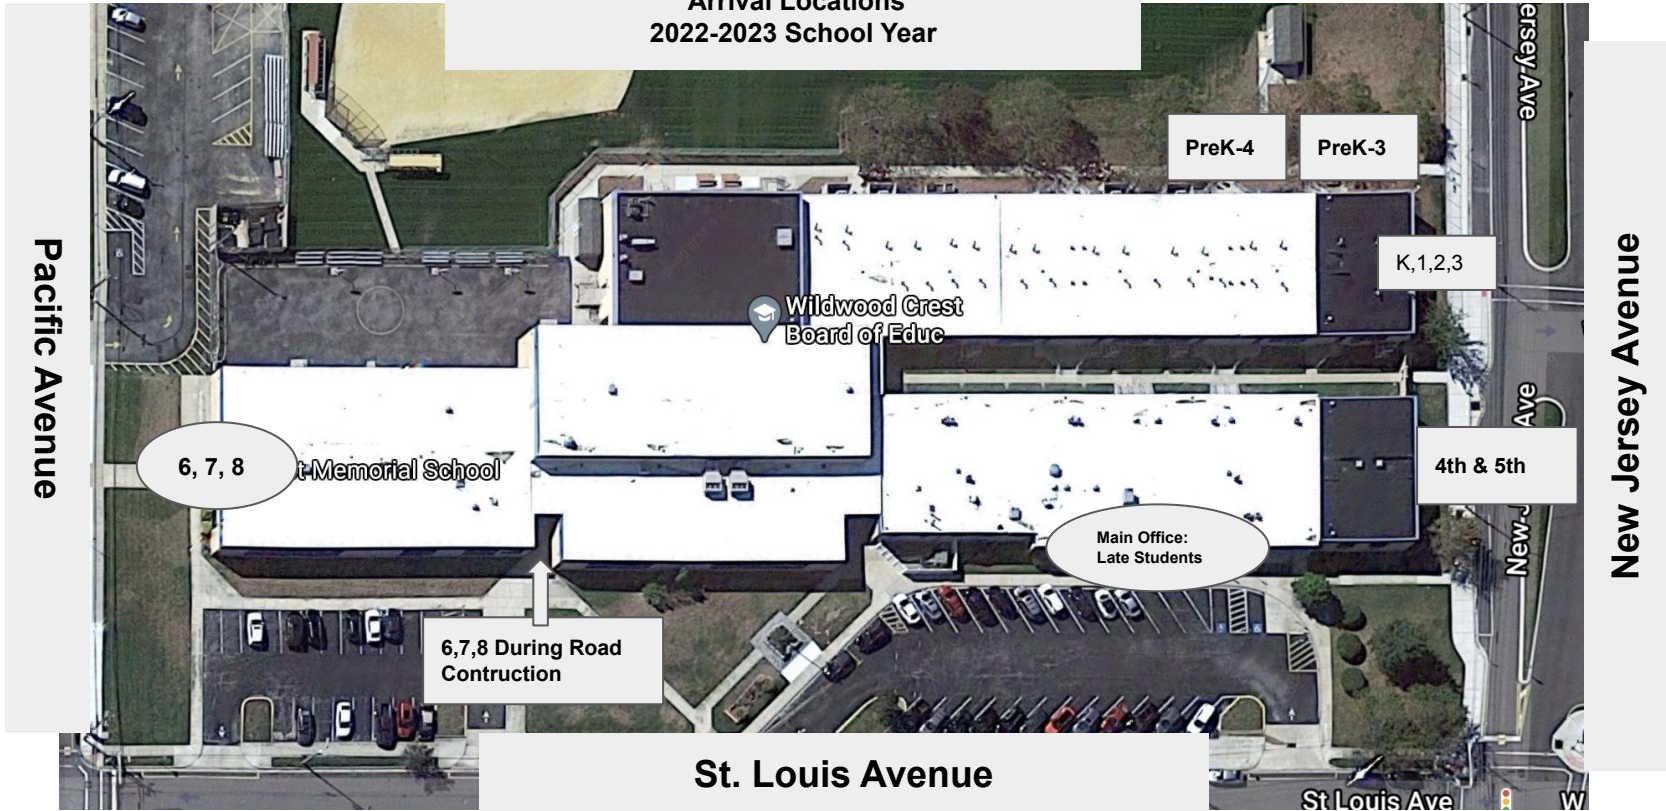 Arrival Locations
2022-2023 School Year
ersey Ave
PreK-4
PreK-3
K,1,2,3
Pacific Avenue
New Jersey Avenue
Wildwood Crest
Board of Educ
6, 7, 8
t Memorial School
4th & 5th
New J
Ave
Main Office:
Late Students
6,7,8 During Road
Contruction
St. Louis Avenue
St Louis Ave
W